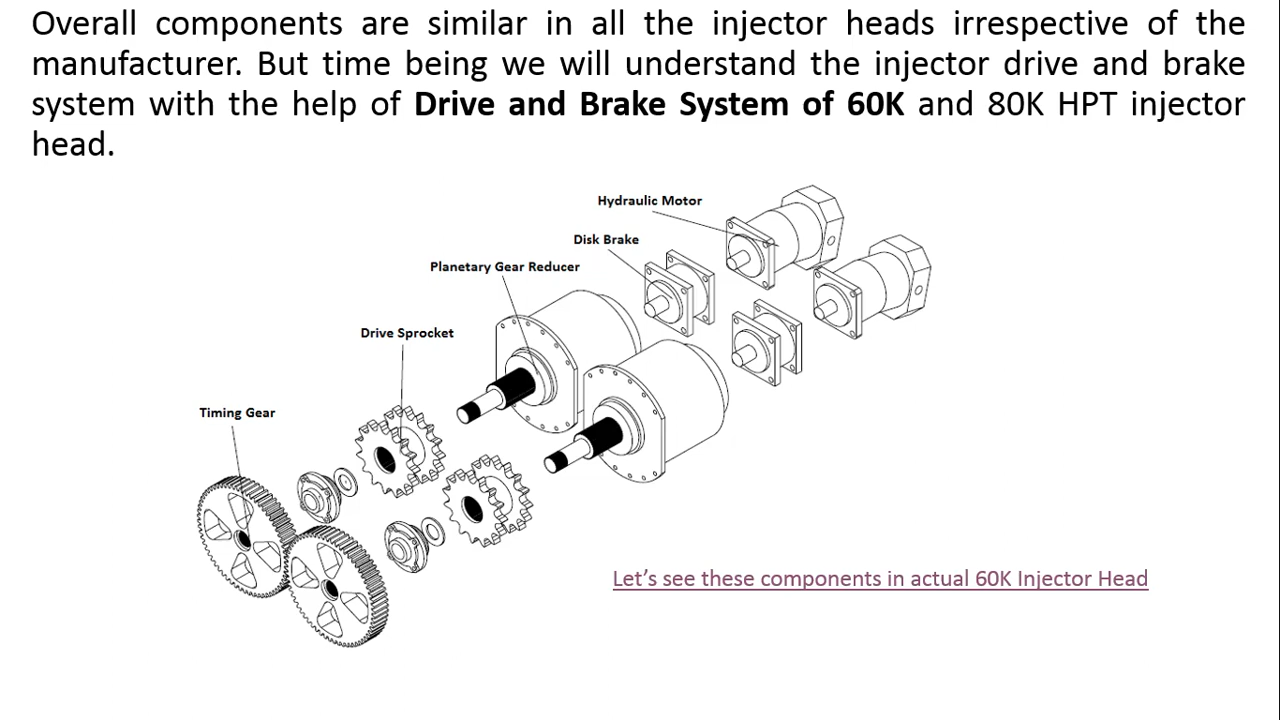 Overall components are similar in all the injector heads irrespective of the
manufacturer. But time being we will understand the injector drive and brake
system with the help of Drive and Brake System of 60K and 80K HPT injector
head.
Hydraulic Motor
Disk Brake
Planetary Gear Reducer
Drive Sprocket
Timing Gear
Let’s see these components in actual 60K Injector Head